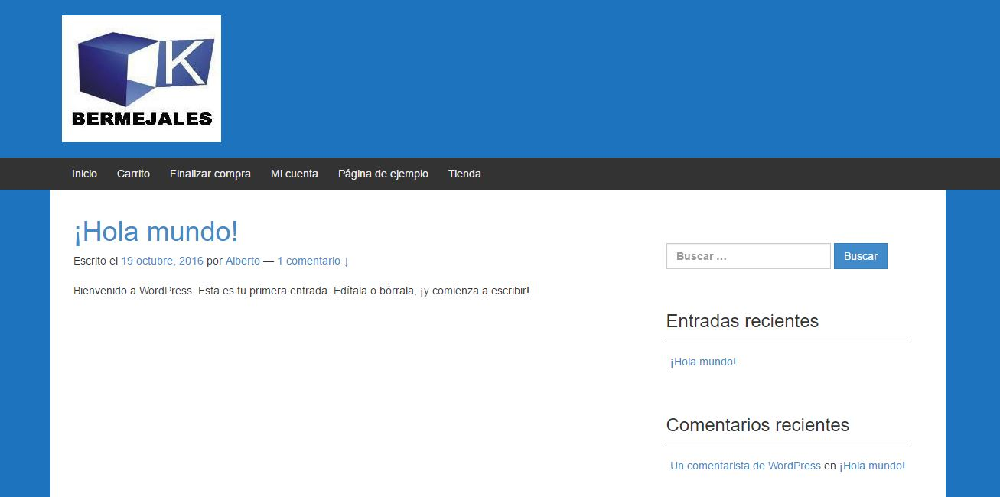 K
BERMEJALES
Inicio Carrito Finalizar compra Mi cuenta Página de ejemplo Tienda
¡Hola mundo!
Escrito el 19 octubre, 2016 por Alberto — 1 comentario ↓
Bienvenido a WordPress. Esta es tu primera entrada. Edítala o bórrala, ¡y comienza a escribir!
Buscar … Buscar
Entradas recientes
¡Hola mundo!
Comentarios recientes
Un comentarista de WordPress en ¡Hola mundo!